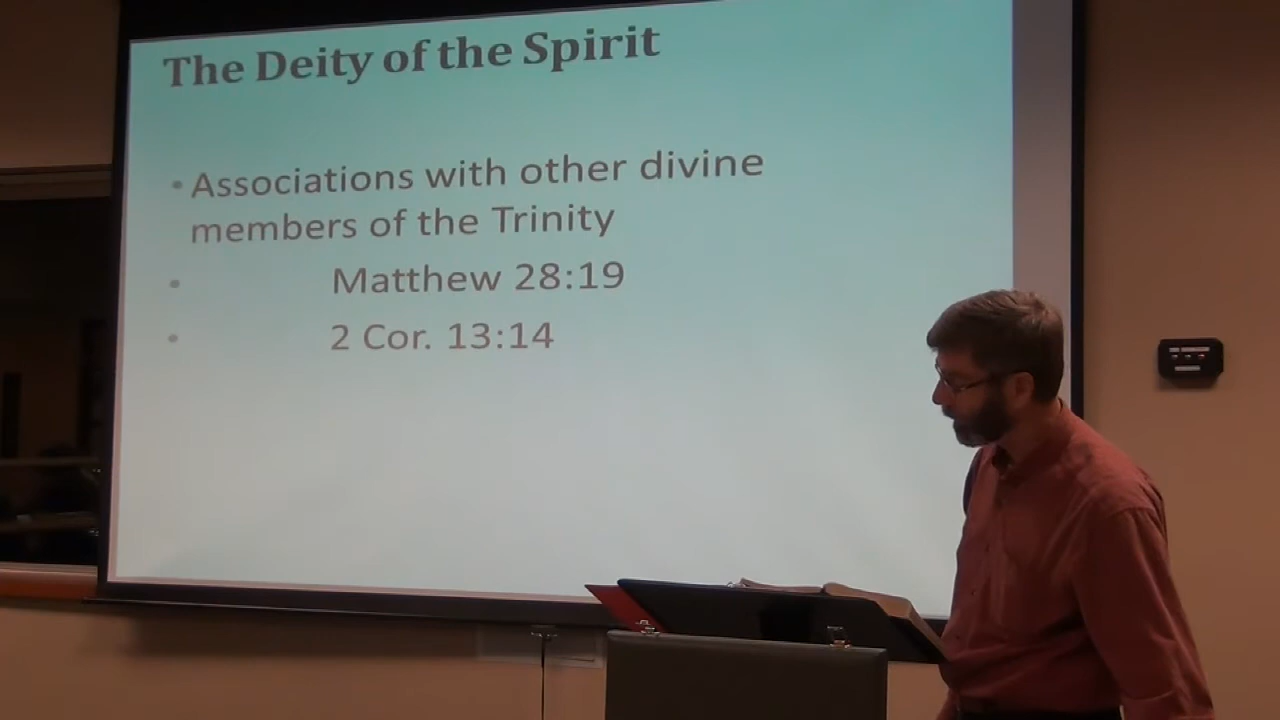 The Deity of the Spirit
• Associations with other divine
members of the Trinity
• Matthew 28:19
• 2 Cor. 13:14